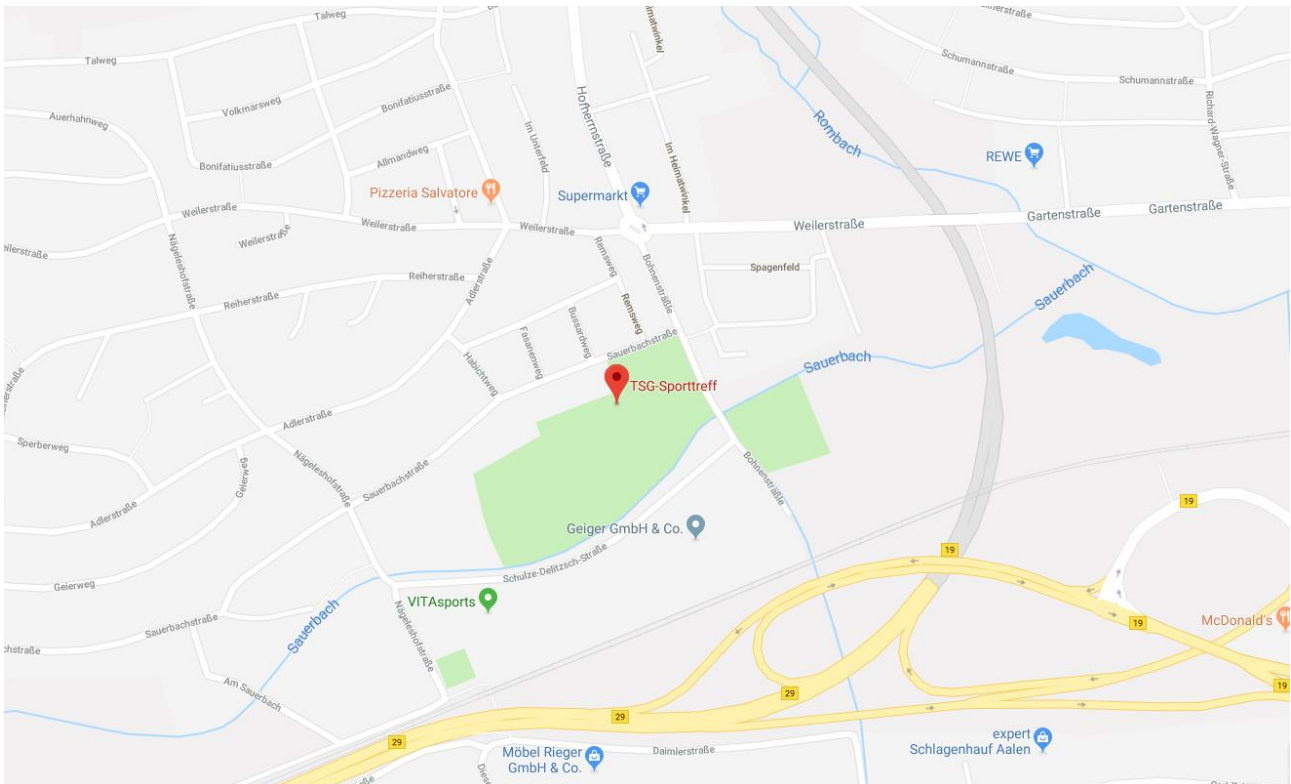 Talweg
Talweg
Volkmarsweg
Bonifatiusstraße
Auerhahnweg
Allmandweg
Bonifatiusstraße
Im Unterfeld
Hofherrnstraße
Heimatwinkel
Im Heimatwinkel
Rombach
Schumannstraße
Schumannstraße
Richard-Wagner-Straße
REWE
Pizzeria Salvatore
Supermarkt
Weilerstraße
Weilerstraße
Weilerstraße
Weilerstraße
Weilerstraße
Gartenstraße
Gartenstraße
Nägeleshofstraße
Remsweg
Bohnensträßle
Spagenfeld
Reiherstraße
Reiherstraße
Adlerstraße
Sauerbach
Remsweg
Bussardweg
Fasanenweg
Sauerbachstraße
Habichtweg
Sauerbach
TSG-Sporttreff
Adlerstraße
Sperberweg
Geierweg
Nägeleshofstraße
Sauerbachstraße
Bohnensträßle
Adlerstraße
19
Geiger GmbH & Co.
19
Schulze-Delitzsch-Straße
Geierweg
VITAsports
Sauerbach
Nägeleshofstraße
Sauerbachstraße
19
McDonald's
Am Sauerbach
29
19
29
29
Möbel Rieger
GmbH & Co.
Daimlerstraße
expert
Schlagenhauf Aalen